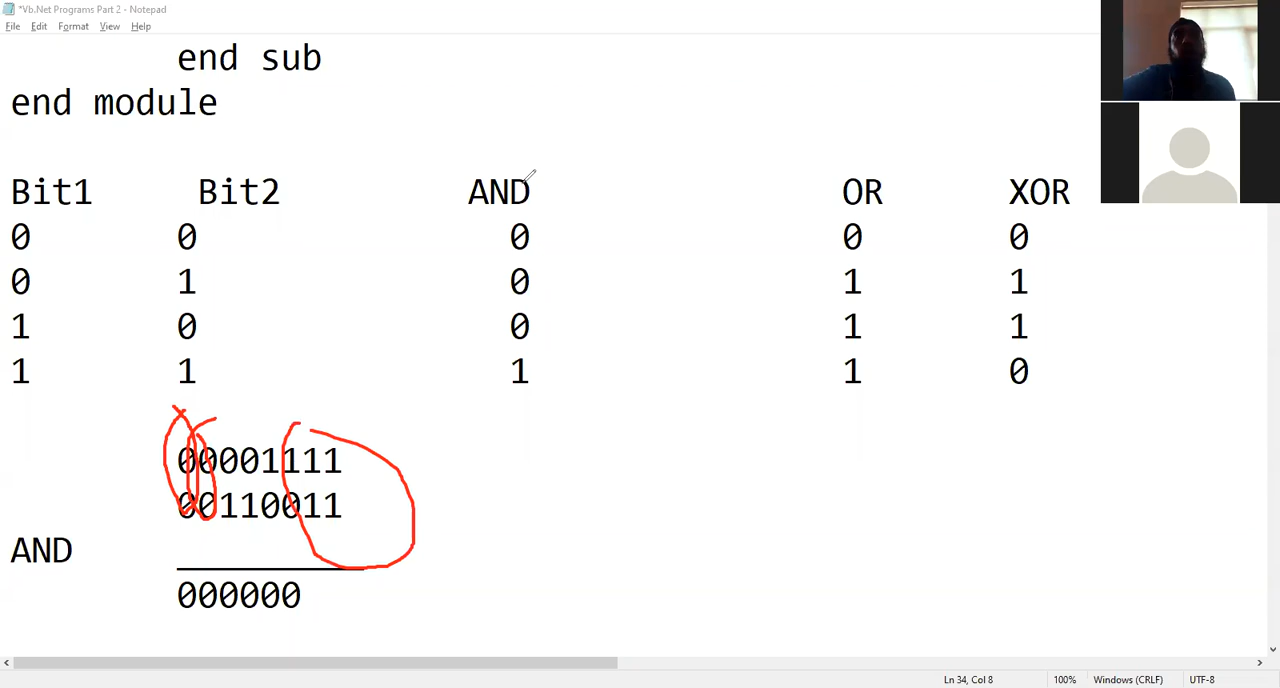 *Vb.Net Programs Part 2 - Notepad
File Edit Format View Help
end sub
end module
Bit1 Bit2 AND OR XOR
0 0 0 0 0
0 1 0 1 1
1 0 0 1 1
1 1 1 1 0
00001111
00110011
AND
000000
Ln 34, Col 8 100% Windows (CRLF) UTF-8